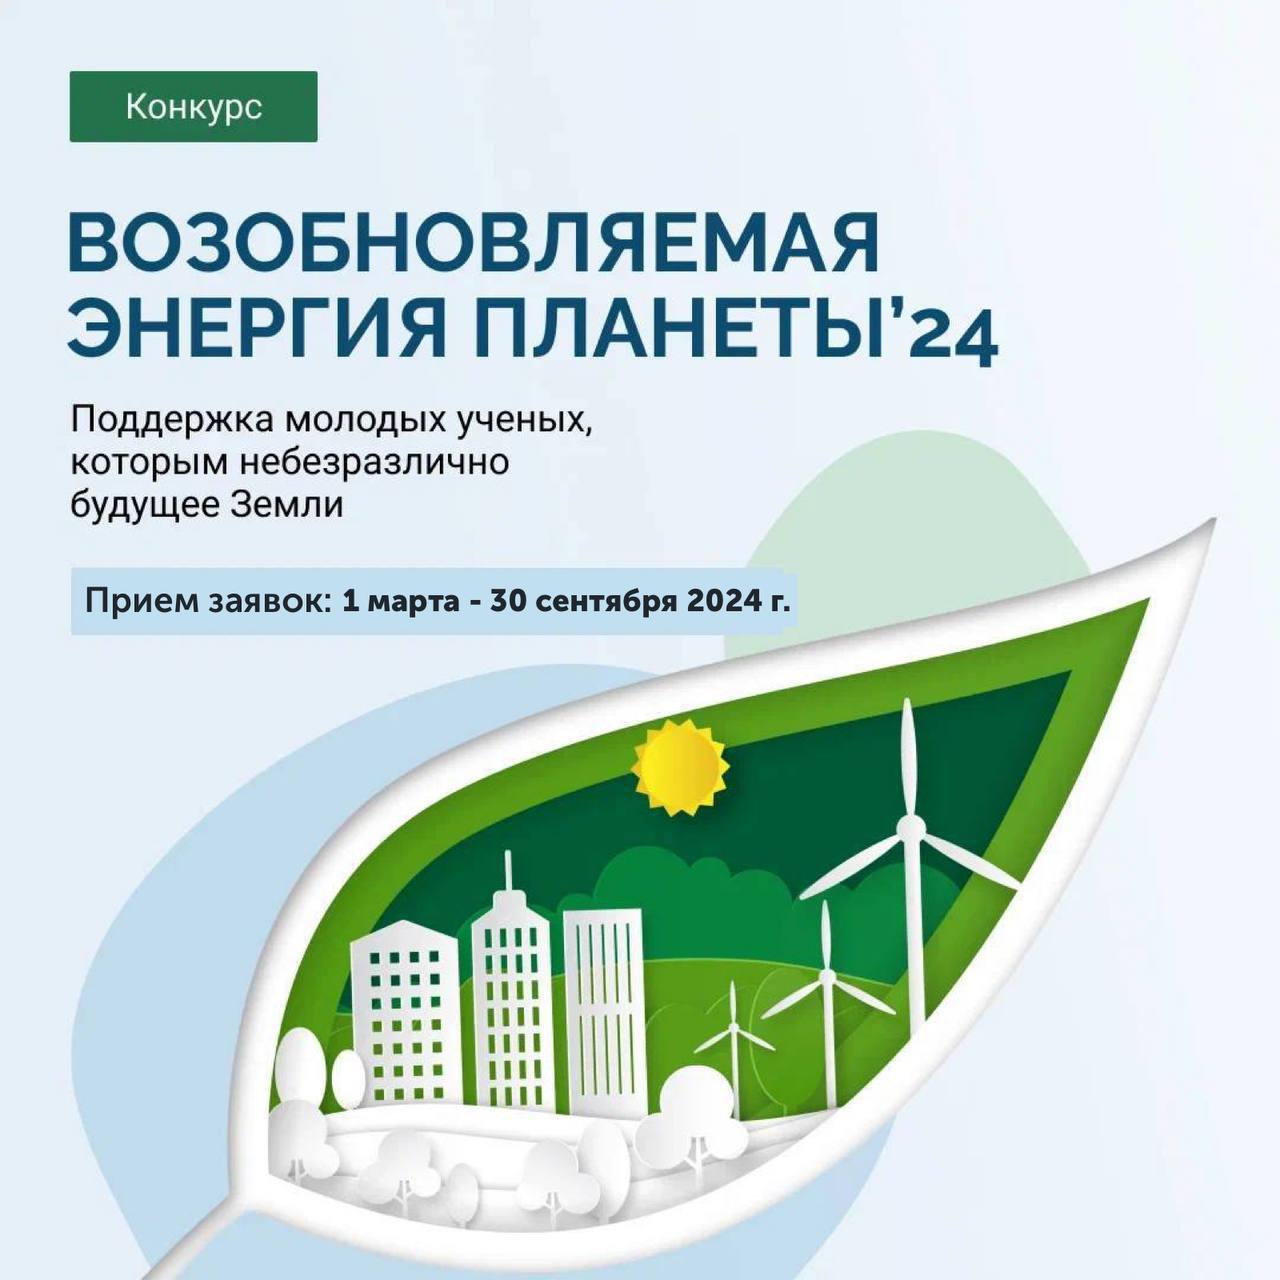 Конкурс
ВОЗОБНОВЛЯЕМАЯ
ЭНЕРГИЯ ПЛАНЕТЫ’24
Поддержка молодых ученых,
которым небезразлично
будущее Земли
Прием заявок: 1 марта - 30 сентября 2024 г.